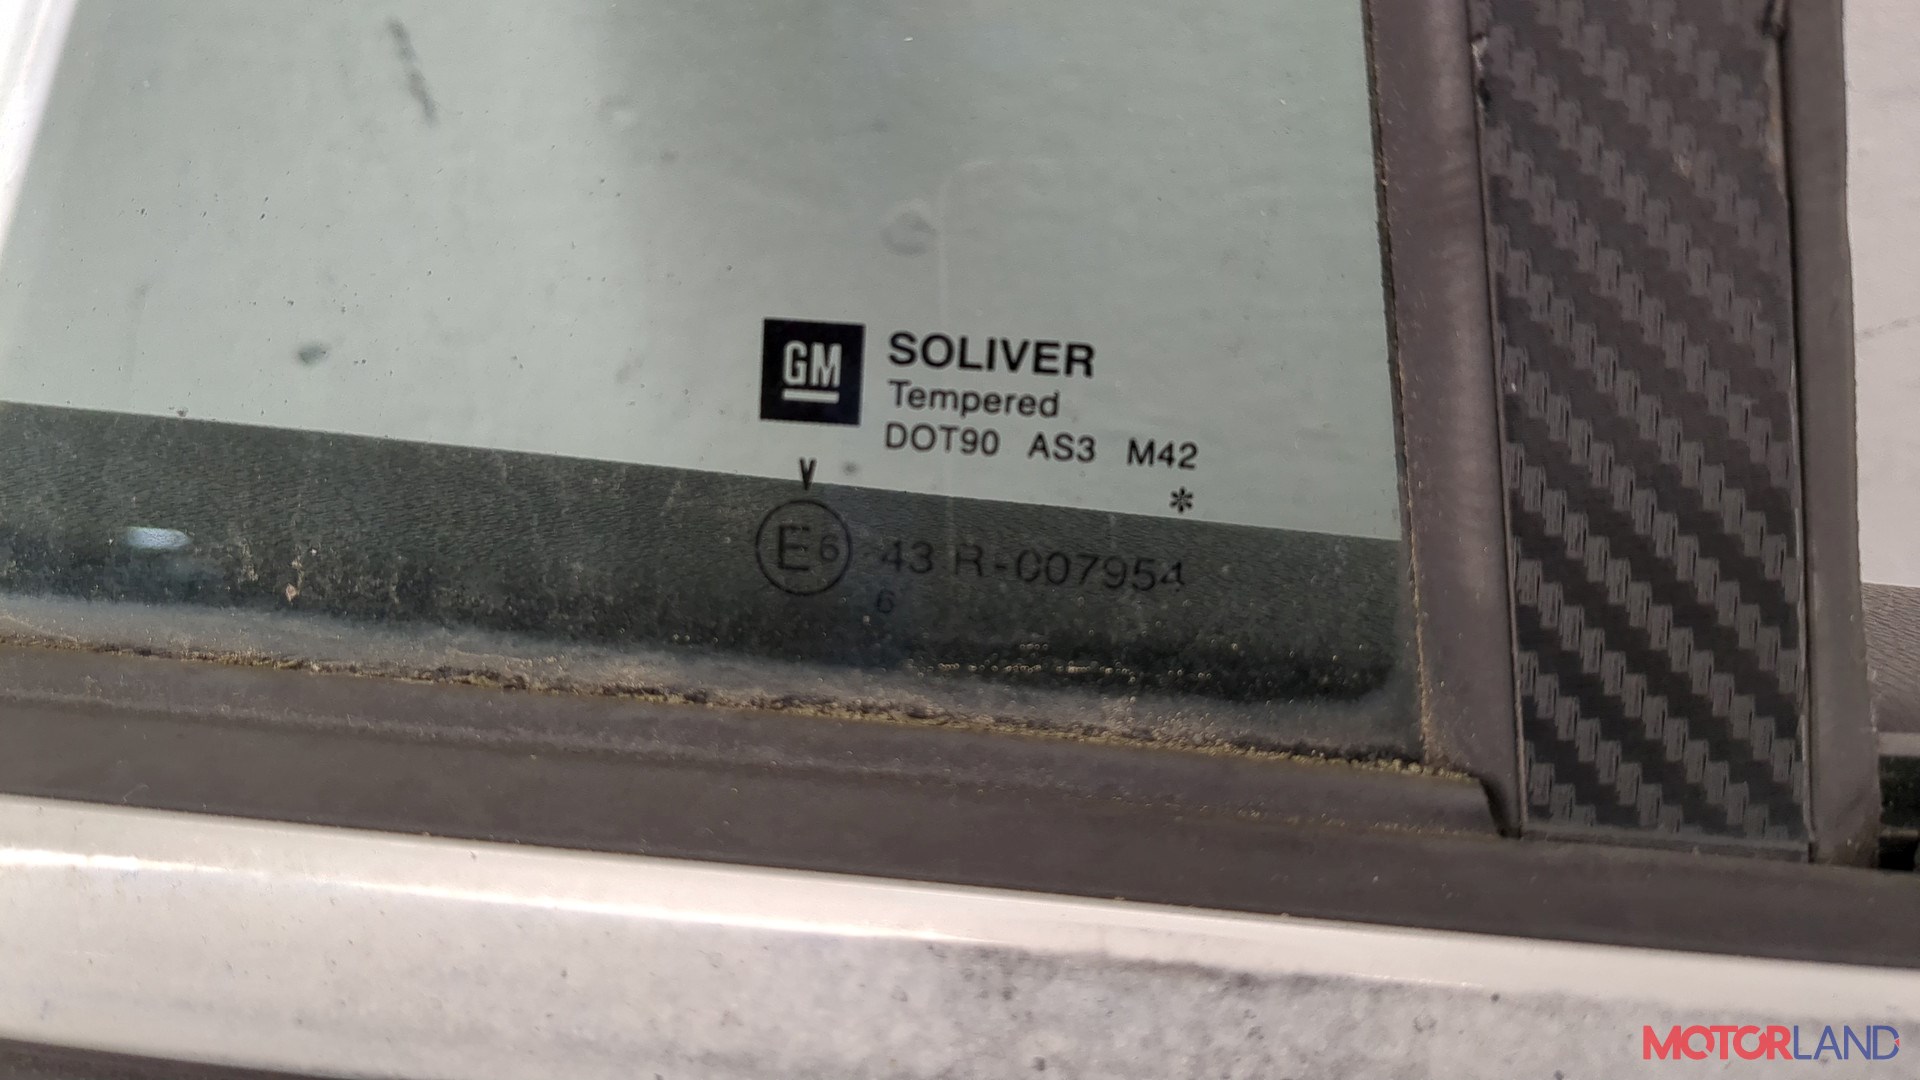 GM SOLIVER
Tempered
DOT90 AS3 M42
V
*
E6 43 R-007954
6
MOTORLAND